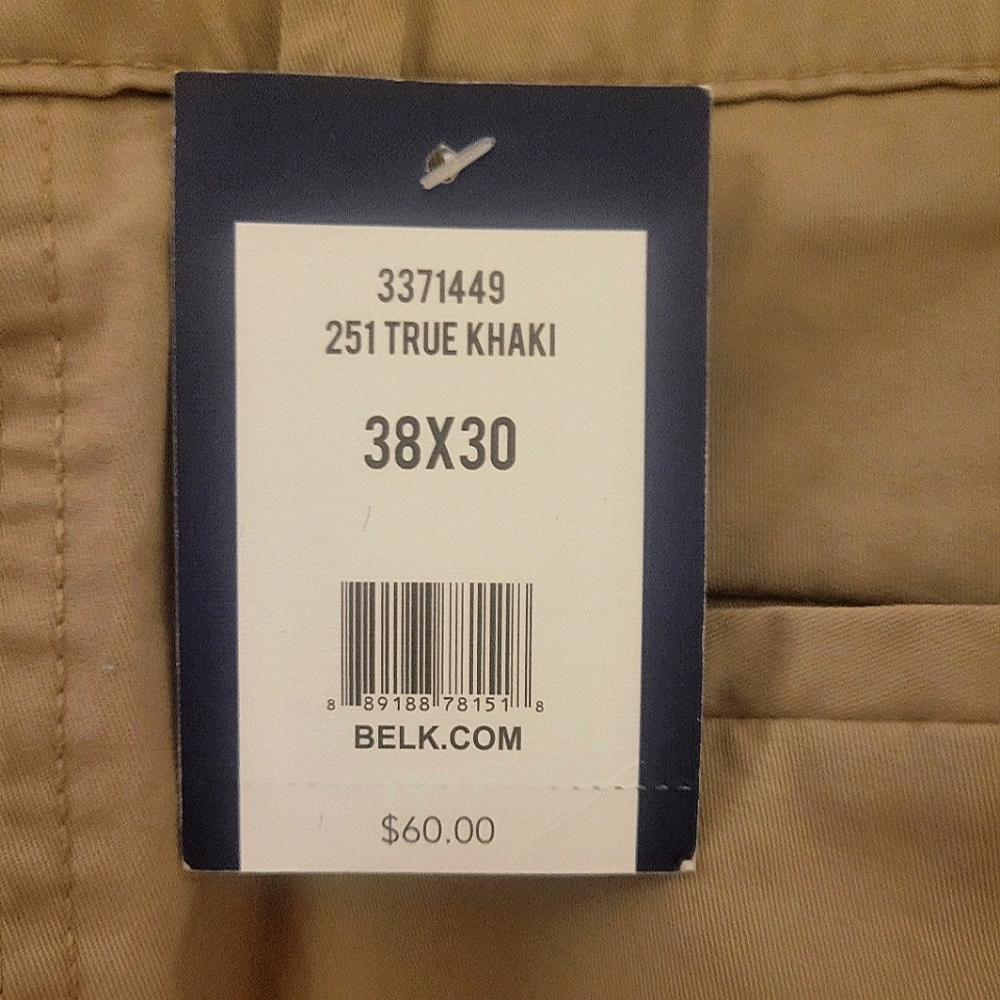 3371449
251 TRUE KHAKI
38X30
8 89188 78151 8
BELK.COM
$60.00